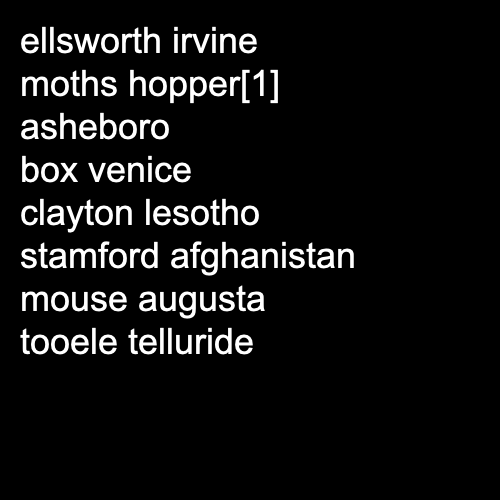 ellsworth irvine
moths hopper[1]
asheboro
box venice
clayton lesotho
stamford afghanistan
mouse augusta
tooele telluride